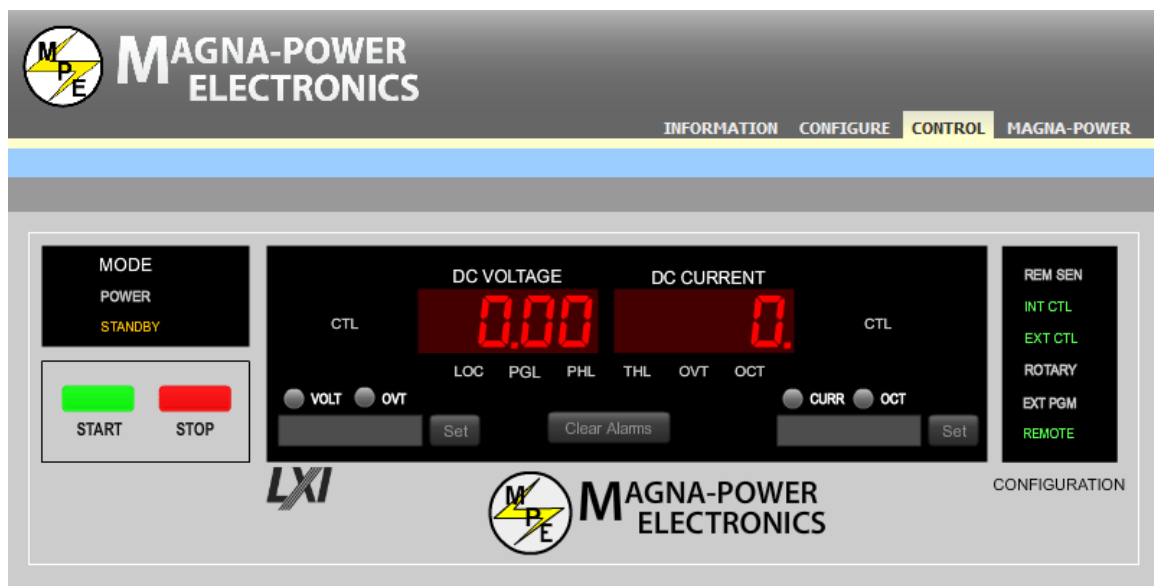 MPE MAGNA-POWER
ELECTRONICS
INFORMATION CONFIGURE CONTROL MAGNA-POWER
MODE
POWER
STANDBY
START STOP
DC VOLTAGE DC CURRENT
CTL 0.00 0. CTL
LOC PGL PHL THL OVT OCT
VOLT OVT CURR OCT
Set Clear Alarms Set
REM SEN
INT CTL
EXT CTL
ROTARY
EXT PGM
REMOTE
CONFIGURATION
LXI
MPE MAGNA-POWER
ELECTRONICS